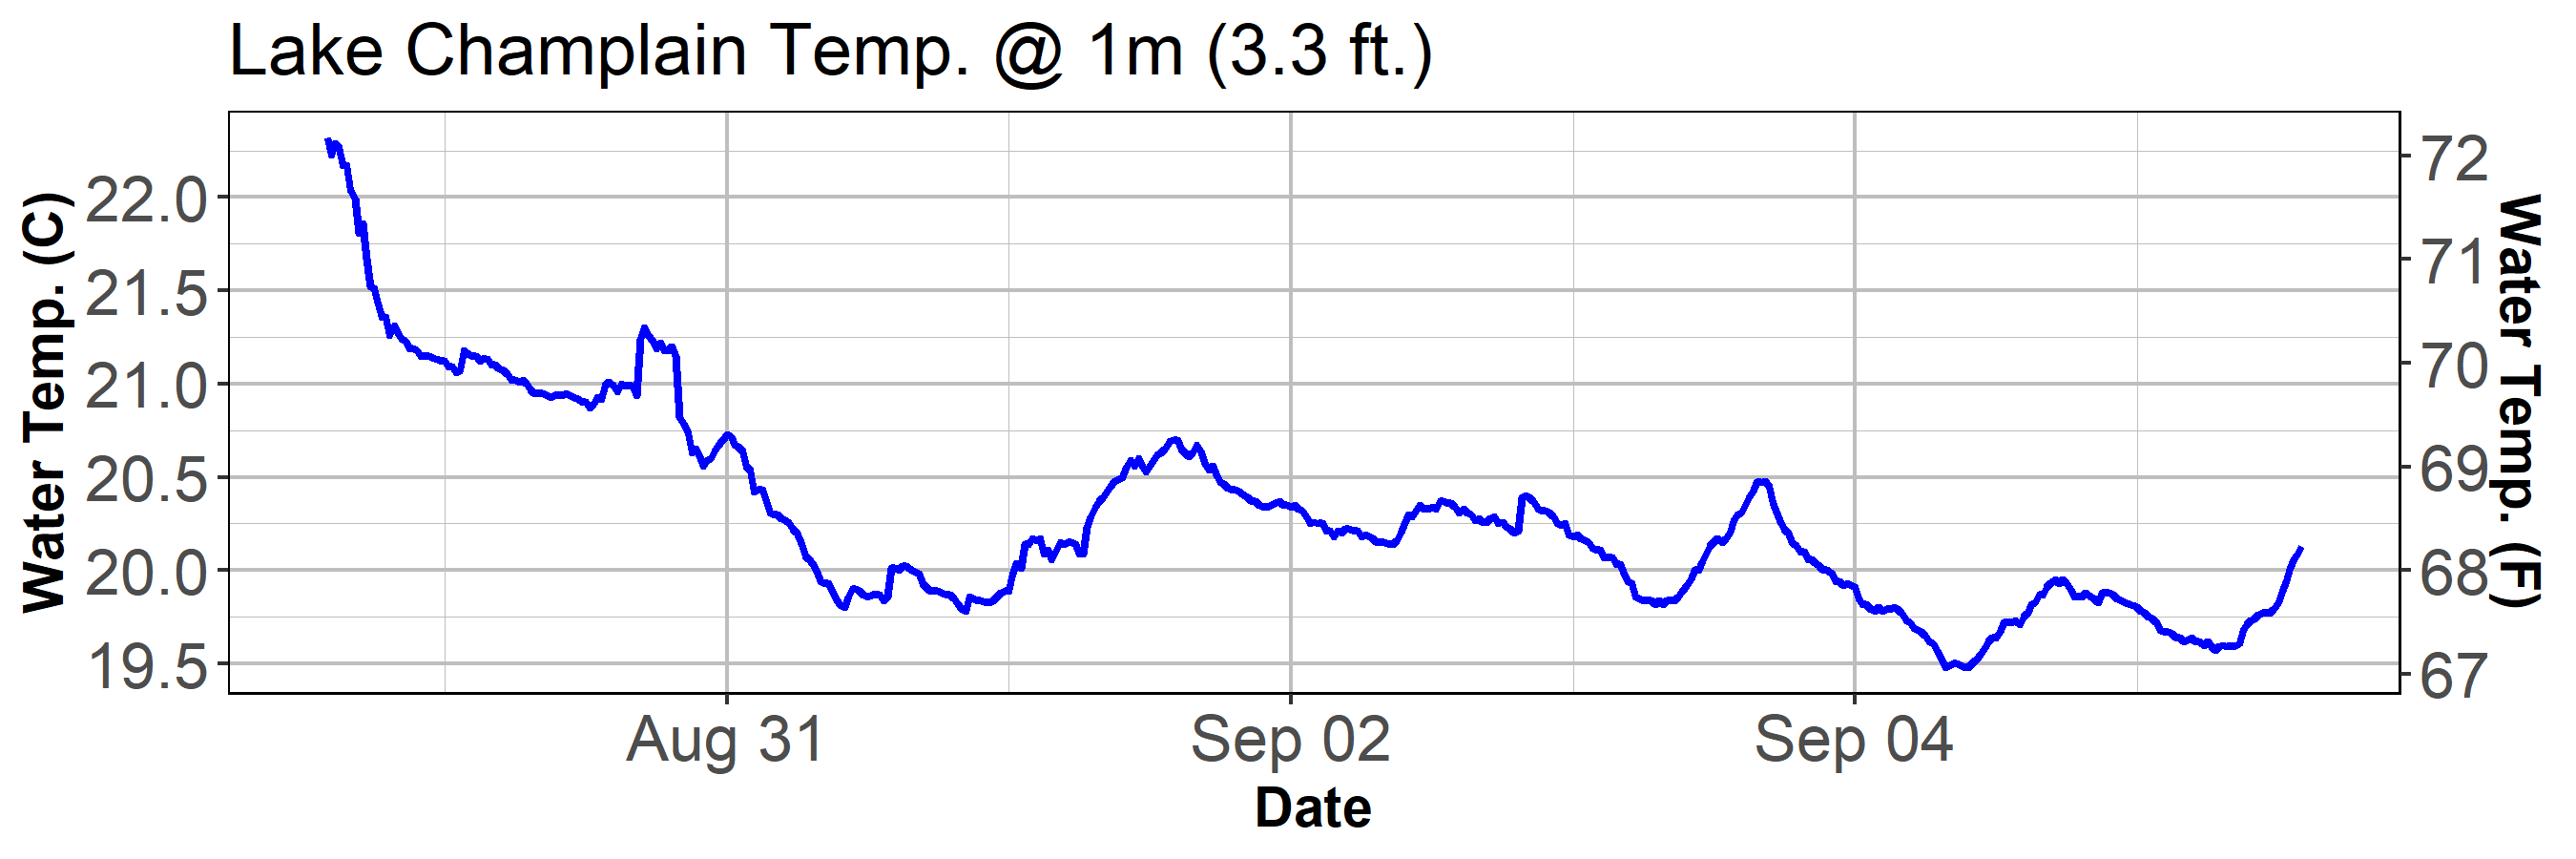 Lake Champlain Temp. @ 1m (3.3 ft.)
Water Temp. (C)
22.0
21.5
21.0
20.5
20.0
19.5
72
71
70
69
68
67
Water Temp. (F)
Aug 31
Sep 02
Sep 04
Date